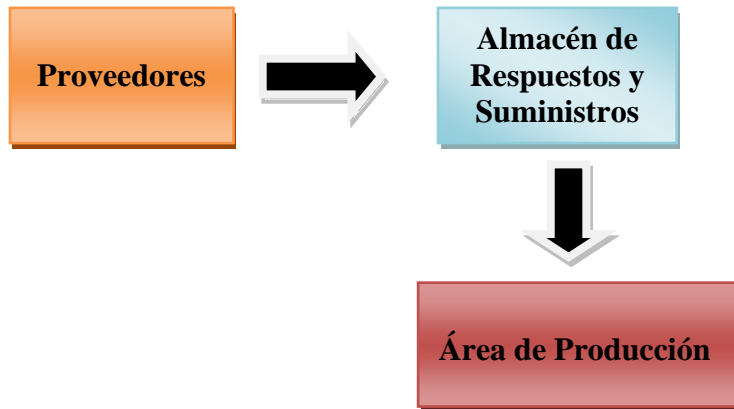 Proveedores
Almacén de
Respuestos y
Suministros
Área de Producción